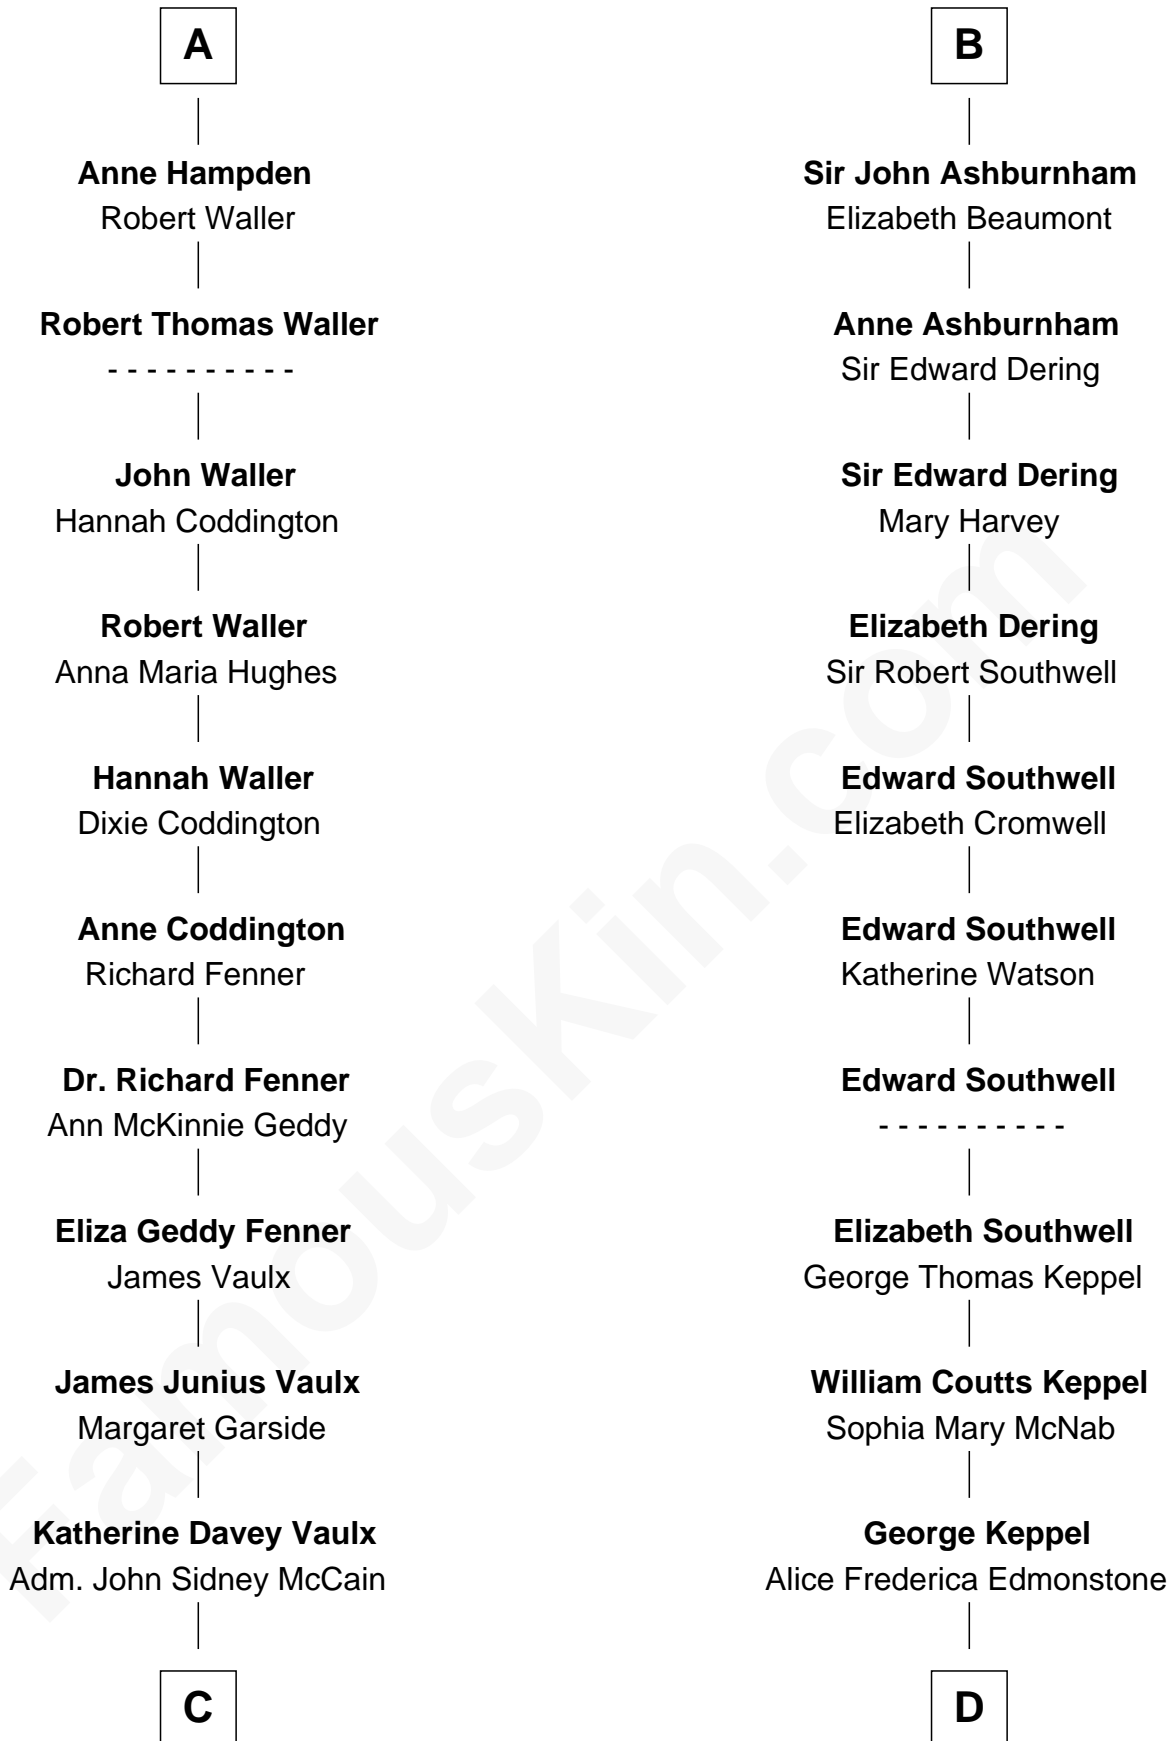 A
Anne Hampden
Robert Waller
Robert Thomas Waller
- - - - - - - - - -
John Waller
Hannah Coddington
Robert Waller
Anna Maria Hughes
Hannah Waller
Dixie Coddington
Anne Coddington
Richard Fenner
Dr. Richard Fenner
Ann McKinnie Geddy
Eliza Geddy Fenner
James Vaulx
James Junius Vaulx
Margaret Garside
Katherine Davey Vaulx
Adm. John Sidney McCain
C
B
Sir John Ashburnham
Elizabeth Beaumont
Anne Ashburnham
Sir Edward Dering
Sir Edward Dering
Mary Harvey
Elizabeth Dering
Sir Robert Southwell
Edward Southwell
Elizabeth Cromwell
Edward Southwell
Katherine Watson
Edward Southwell
- - - - - - - - - -
Elizabeth Southwell
George Thomas Keppel
William Coutts Keppel
Sophia Mary McNab
George Keppel
Alice Frederica Edmonstone
D
FamousKin.com